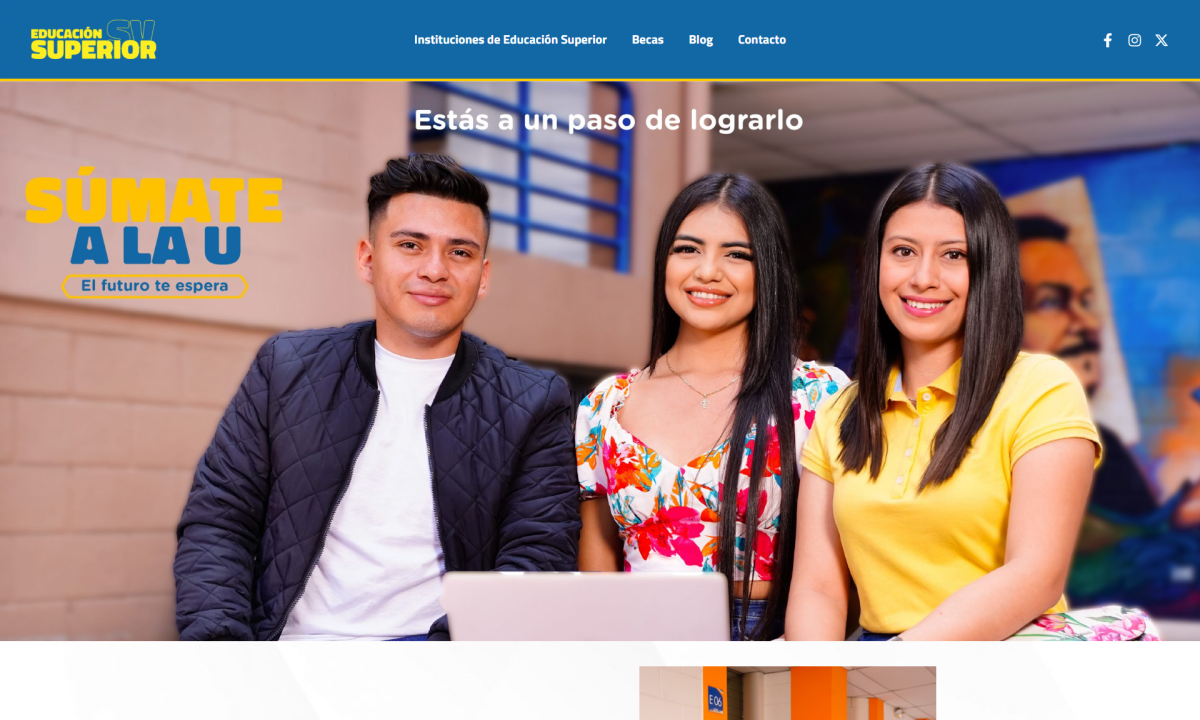 EDUCACIÓN SV
SUPERIOR
Instituciones de Educación Superior
Becas
Blog
Contacto
Estás a un paso de lograrlo
SÚMATE
A LA U
El futuro te espera
E 06